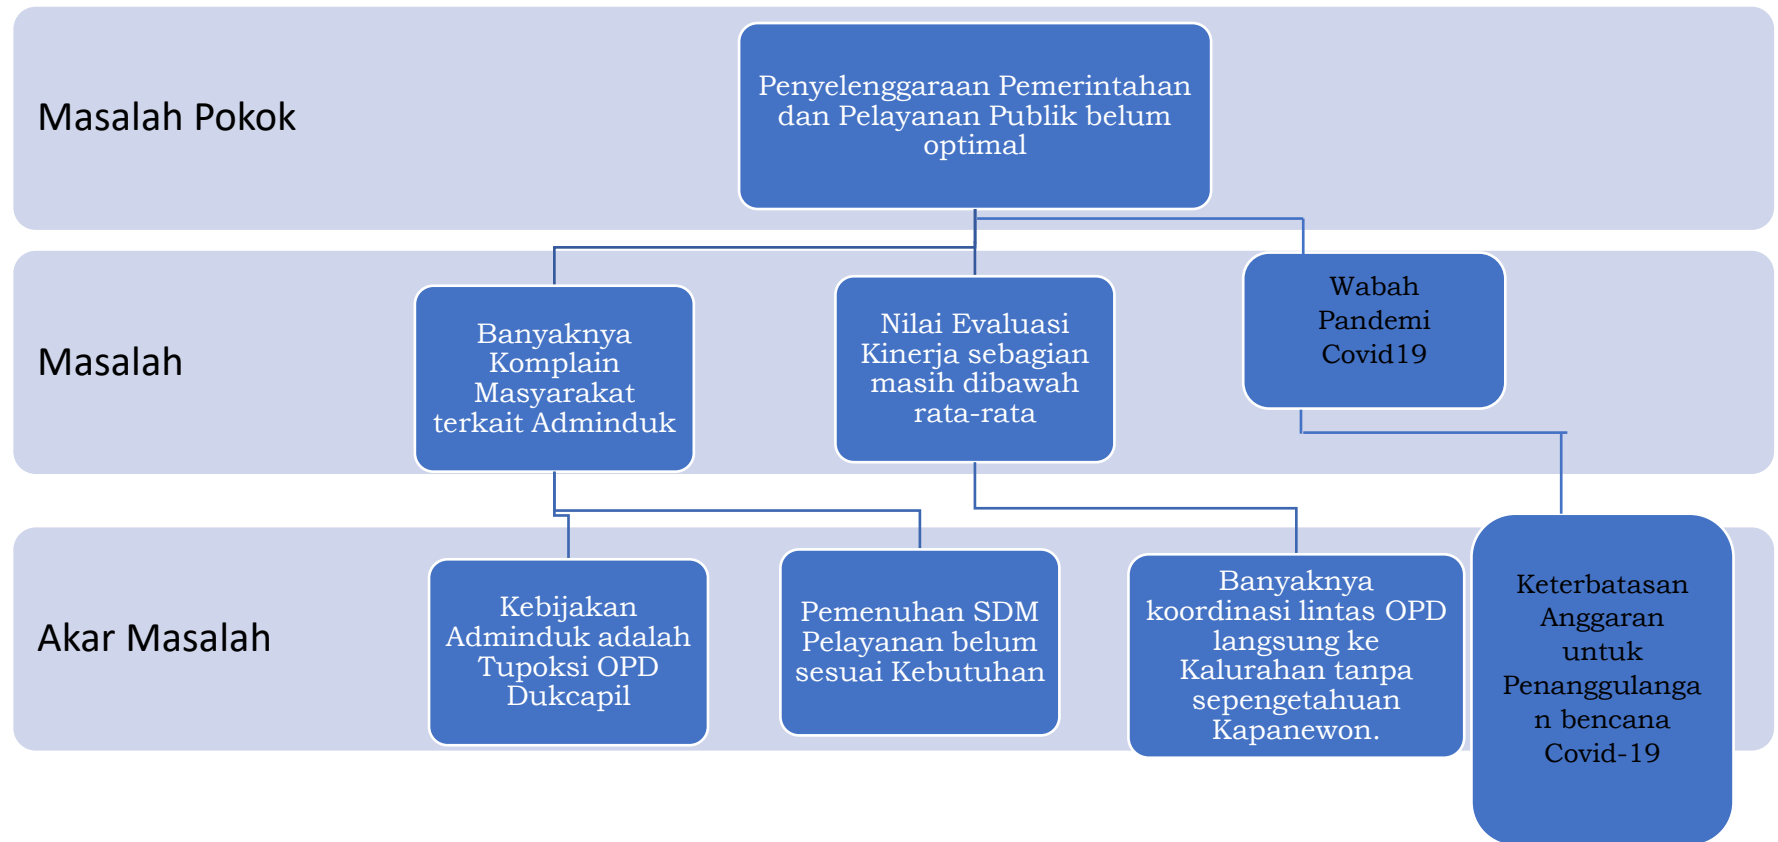 Masalah Pokok
Penyelenggaraan Pemerintahan
dan Pelayanan Publik belum
optimal
Masalah
Banyaknya
Komplain
Masyarakat
terkait Adminduk
Nilai Evaluasi
Kinerja sebagian
masih dibawah
rata-rata
Wabah
Pandemi
Covid19
Akar Masalah
Kebijakan
Adminduk adalah
Tupoksi OPD
Dukcapil
Pemenuhan SDM
Pelayanan belum
sesuai Kebutuhan
Banyaknya
koordinasi lintas OPD
langsung ke
Kalurahan tanpa
sepengetahuan
Kapanewon.
Keterbatasan
Anggaran
untuk
Penanggulanga
n bencana
Covid-19